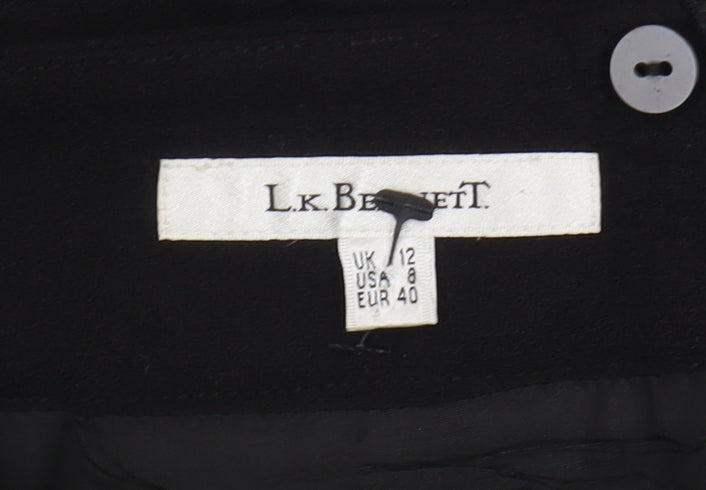 L.K. BENNETT.
UK 12
USA 8
EUR 40